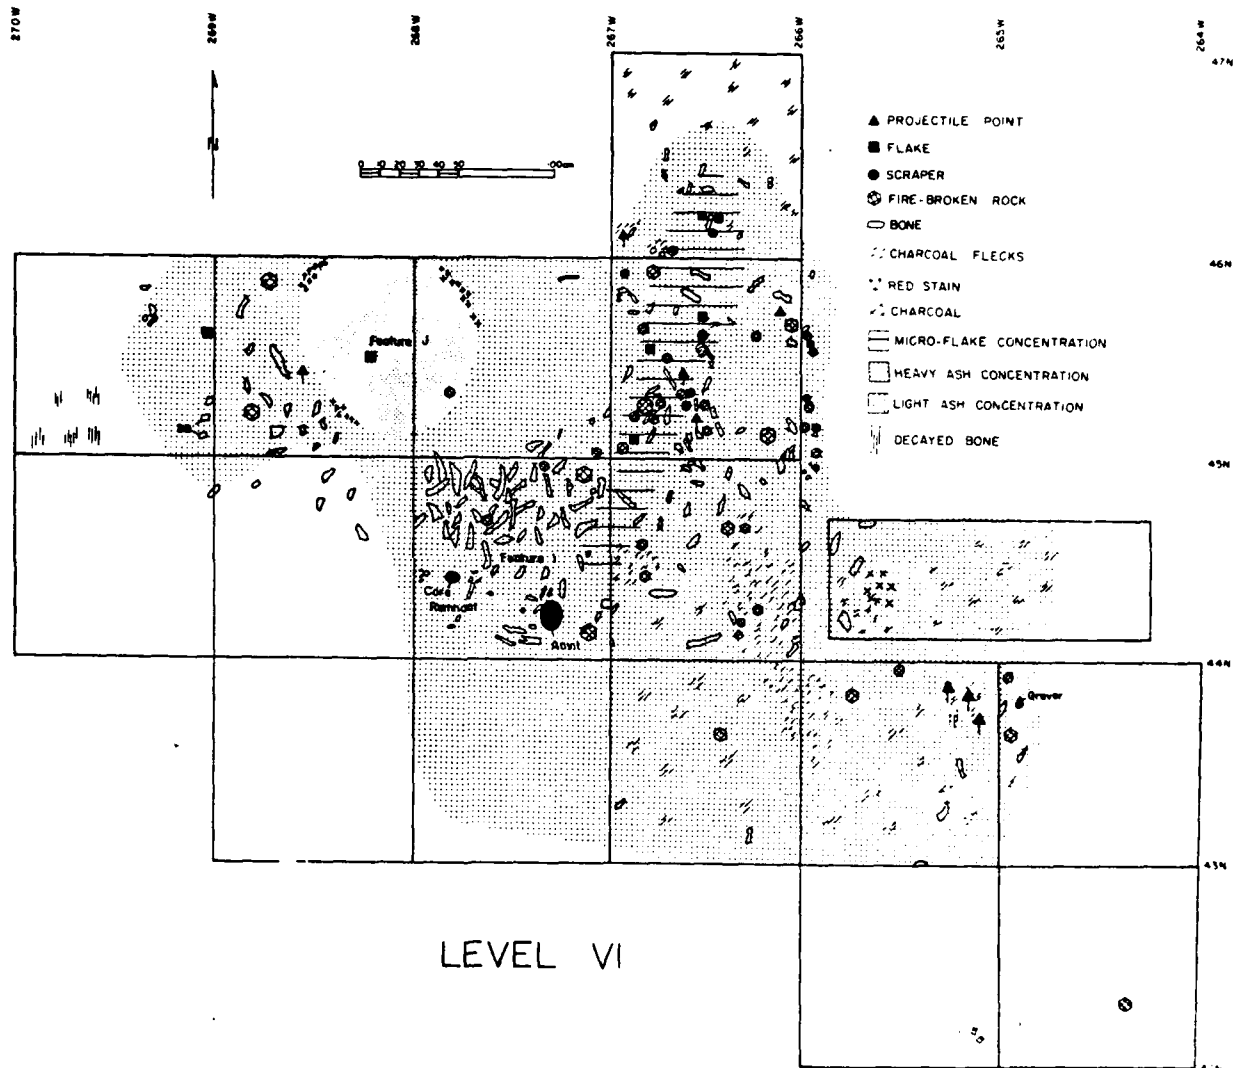 270W
269W
268W
267W
266W
265W
264W
47N
N
0 10 20 30 40 50
100cm
PROJECTILE POINT
FLAKE
SCRAPER
FIRE-BROKEN ROCK
BONE
CHARCOAL FLECKS
RED STAIN
CHARCOAL
MICRO-FLAKE CONCENTRATION
HEAVY ASH CONCENTRATION
LIGHT ASH CONCENTRATION
DECAYED BONE
46N
Feature J
45N
Feature I
Core
Remnant
Anvil
44N
Graver
43N
LEVEL VI